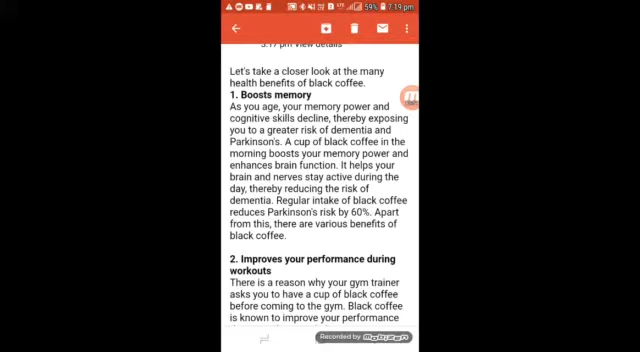 59% 7:19 pm
5:17 pm View details
Let's take a closer look at the many
health benefits of black coffee.
1. Boosts memory
As you age, your memory power and
cognitive skills decline, thereby exposing
you to a greater risk of dementia and
Parkinson's. A cup of black coffee in the
morning boosts your memory power and
enhances brain function. It helps your
brain and nerves stay active during the
day, thereby reducing the risk of
dementia. Regular intake of black coffee
reduces Parkinson's risk by 60%. Apart
from this, there are various benefits of
black coffee.
2. Improves your performance during
workouts
There is a reason why your gym trainer
asks you to have a cup of black coffee
before coming to the gym. Black coffee
is known to improve your performance
Recorded by mobizen